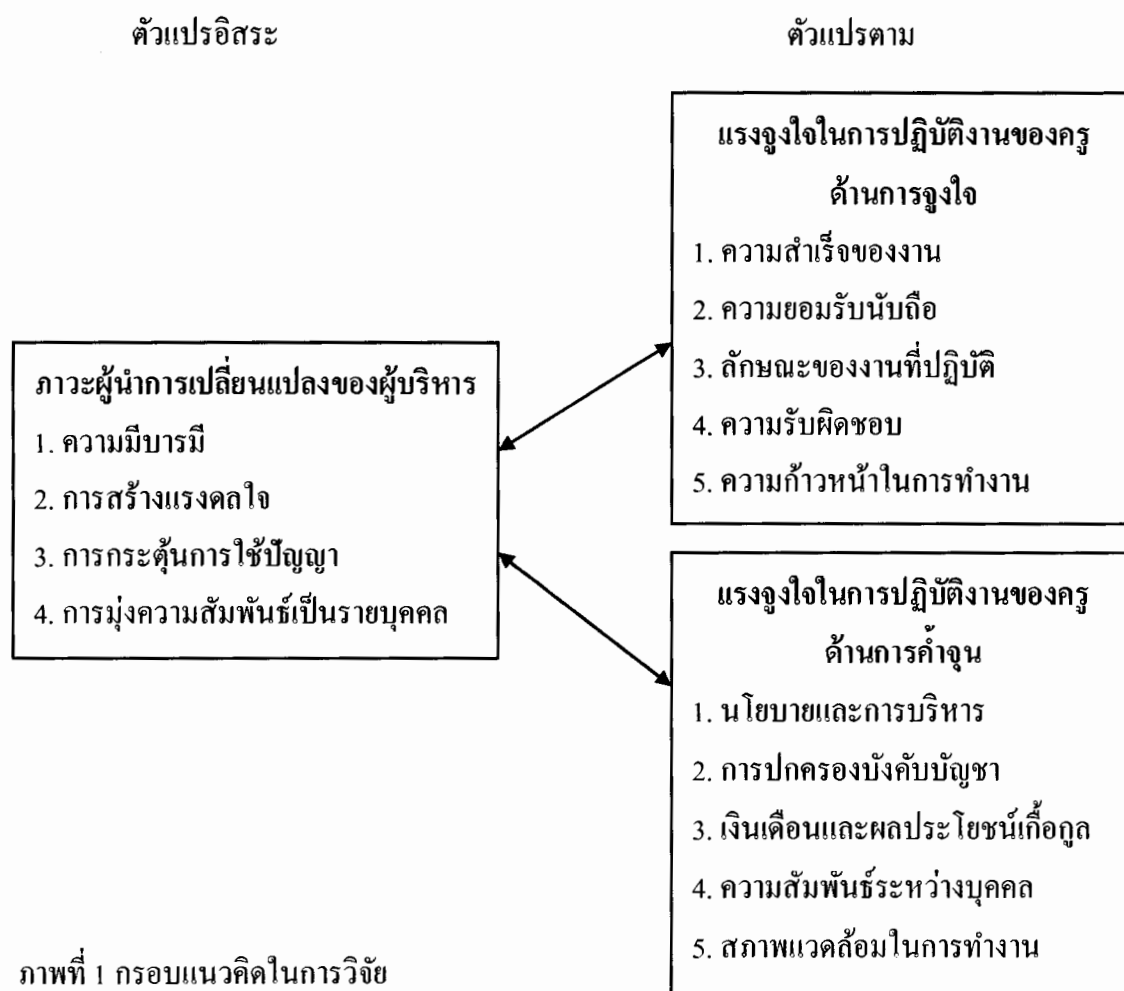 ตัวแปรอิสระ
ตัวแปรตาม
แรงจูงใจในการปฏิบัติงานของครู
ด้านการจูงใจ
1. ความสำเร็จของงาน
2. ความยอมรับนับถือ
3. ลักษณะของงานที่ปฏิบัติ
4. ความรับผิดชอบ
5. ความก้าวหน้าในการทำงาน
ภาวะผู้นำการเปลี่ยนแปลงของผู้บริหาร
1. ความมีบารมี
2. การสร้างแรงดลใจ
3. การกระตุ้นการใช้ปัญญา
4. การมุ่งความสัมพันธ์เป็นรายบุคคล
แรงจูงใจในการปฏิบัติงานของครู
ด้านการค้ำจุน
1. นโยบายและการบริหาร
2. การปกครองบังคับบัญชา
3. เงินเดือนและผลประโยชน์เกื้อกูล
4. ความสัมพันธ์ระหว่างบุคคล
5. สภาพแวดล้อมในการทำงาน
ภาพที่ 1 กรอบแนวคิดในการวิจัย